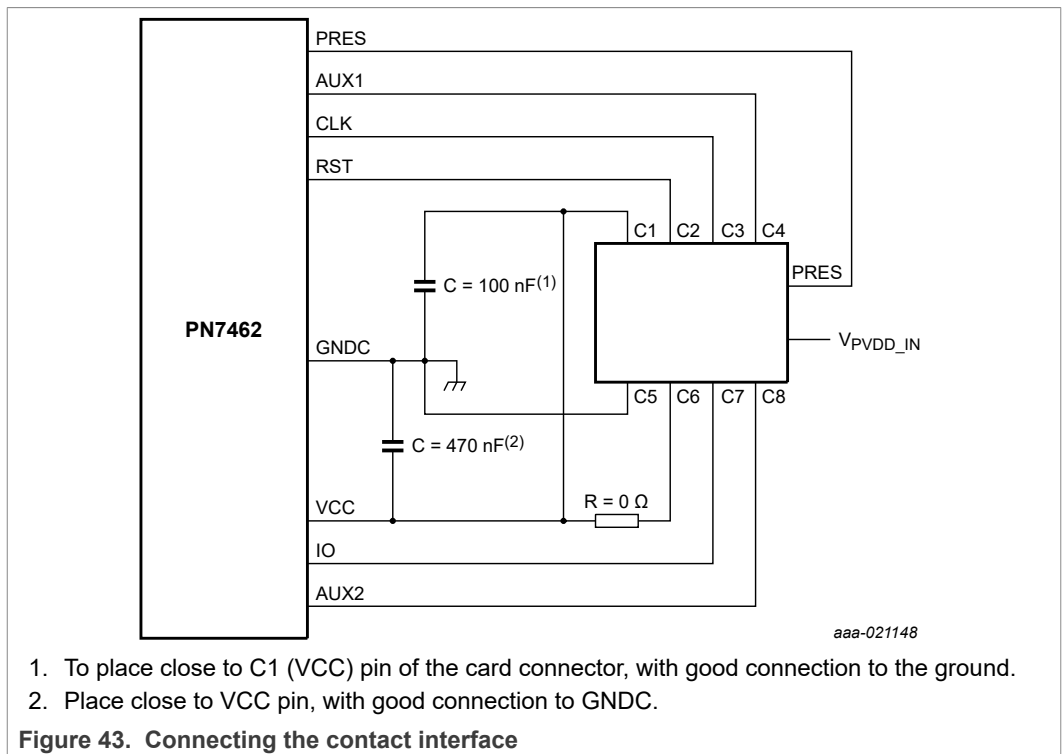 PRES
AUX1
CLK
RST
C1 C2 C3 C4
PRES
C = 100 nF(1)
PN7462
GNDC
VPVDD_IN
C5 C6 C7 C8
C = 470 nF(2)
R = 0 Ω
VCC
IO
AUX2
aaa-021148
1. To place close to C1 (VCC) pin of the card connector, with good connection to the ground.
2. Place close to VCC pin, with good connection to GNDC.
Figure 43. Connecting the contact interface